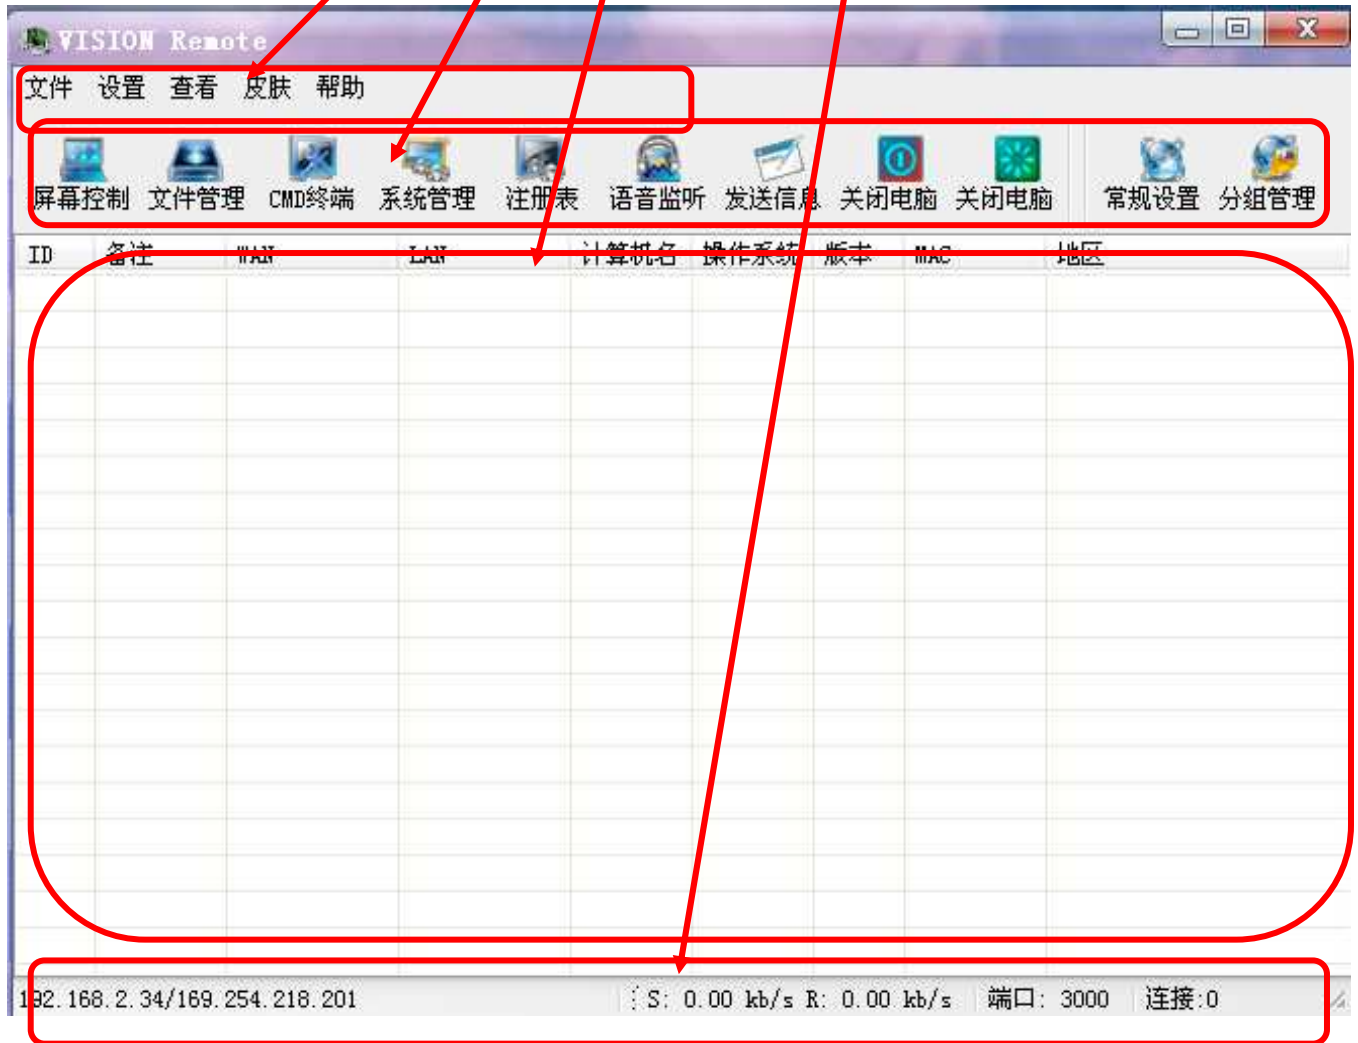 VISION Remote
文件 设置 查看 皮肤 帮助
屏幕控制 文件管理 CMD终端 系统管理 注册表 语音监听 发送信息 关闭电脑 关闭电脑 常规设置 分组管理
ID 备注 WAN LAN 计算机名 操作系统 版本 MAC 地区
192.168.2.34/169.254.218.201 S: 0.00 kb/s R: 0.00 kb/s 端口: 3000 连接:0